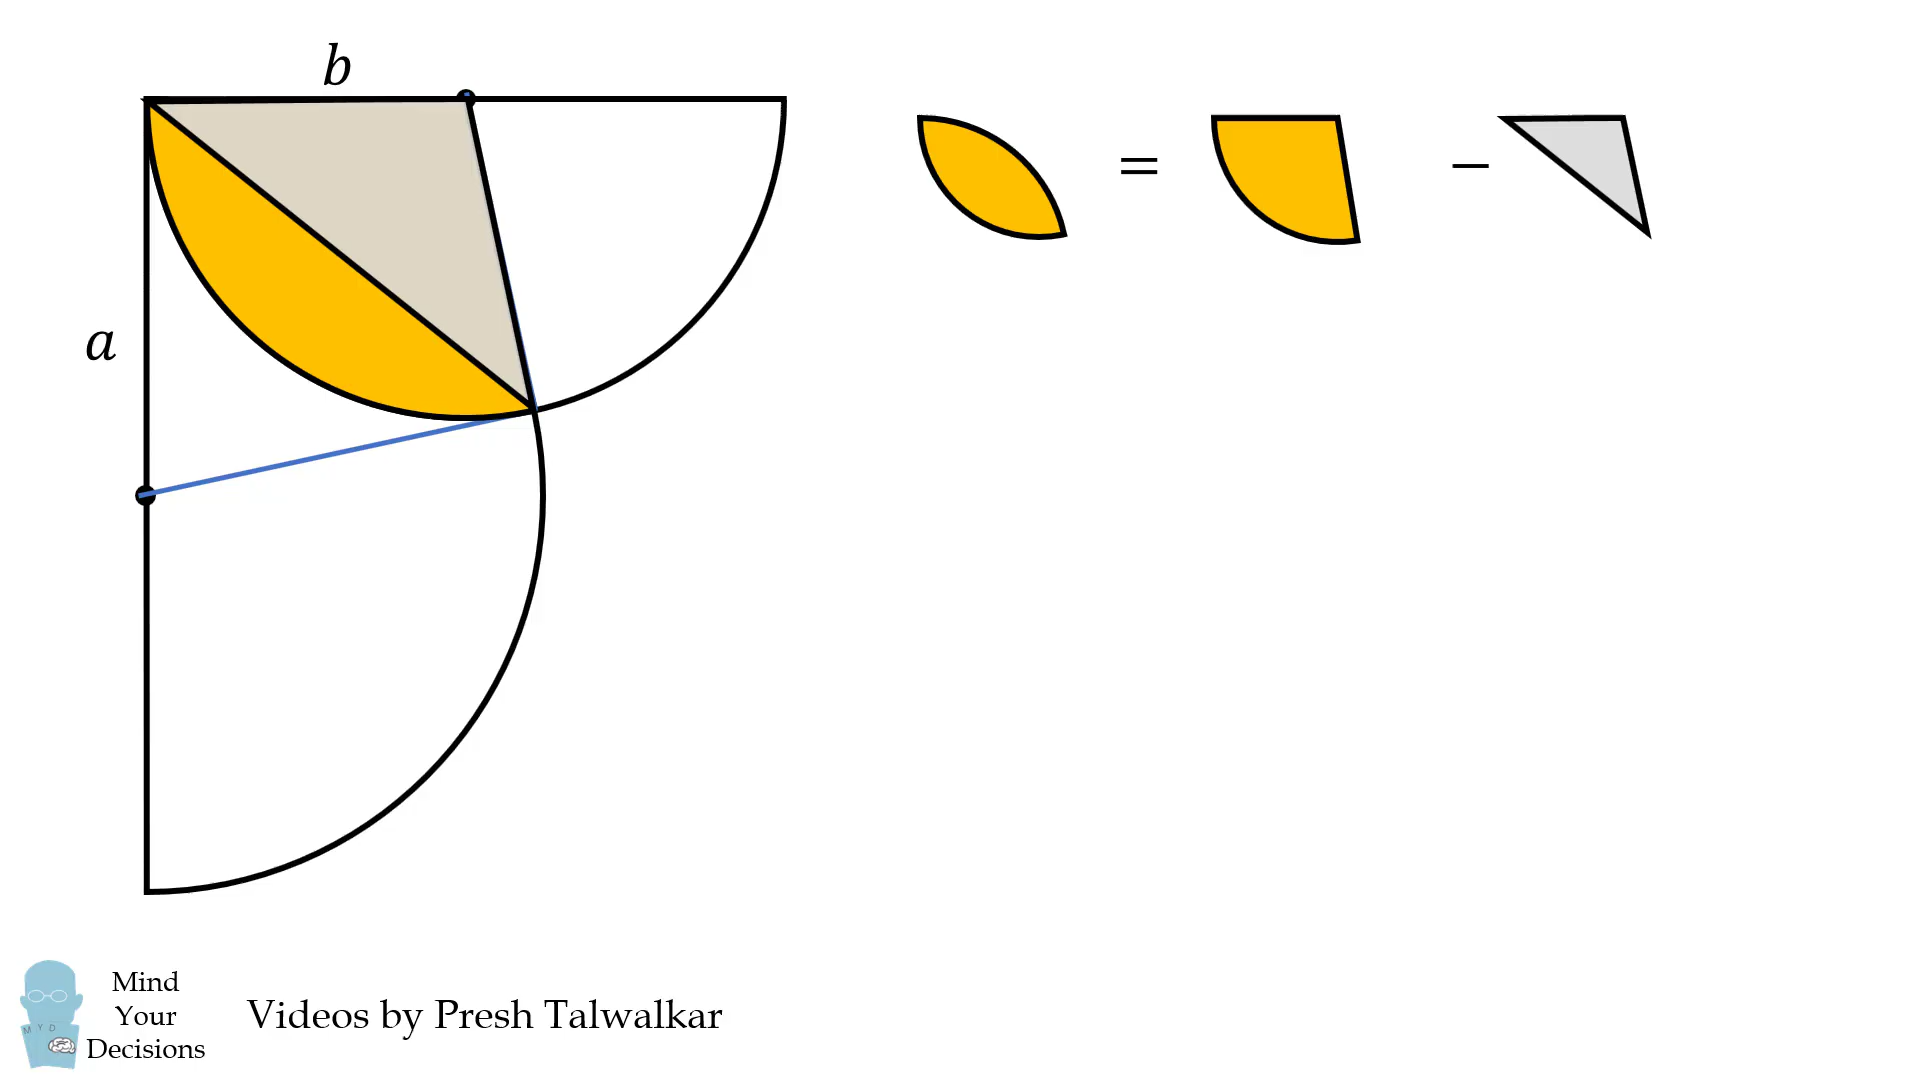 b
=
−
a
M Y D
Mind
Your
Decisions
Videos by Presh Talwalkar